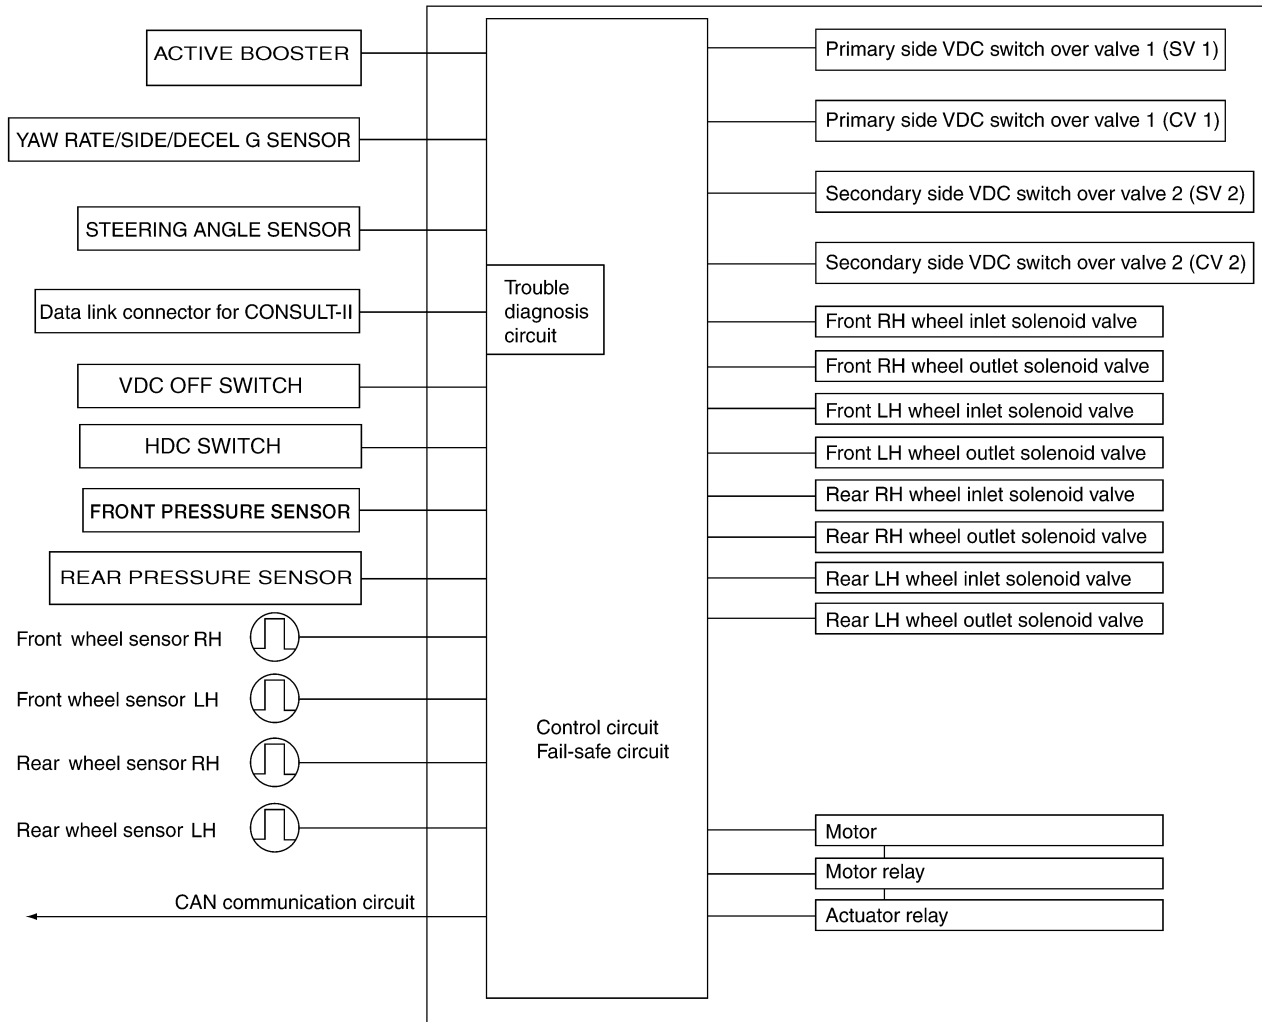 ACTIVE BOOSTER
YAW RATE/SIDE/DECEL G SENSOR
STEERING ANGLE SENSOR
Data link connector for CONSULT-II
VDC OFF SWITCH
HDC SWITCH
FRONT PRESSURE SENSOR
REAR PRESSURE SENSOR
Front wheel sensor RH
Front wheel sensor LH
Rear wheel sensor RH
Rear wheel sensor LH
CAN communication circuit
Trouble
diagnosis
circuit
Control circuit
Fail-safe circuit
Primary side VDC switch over valve 1 (SV 1)
Primary side VDC switch over valve 1 (CV 1)
Secondary side VDC switch over valve 2 (SV 2)
Secondary side VDC switch over valve 2 (CV 2)
Front RH wheel inlet solenoid valve
Front RH wheel outlet solenoid valve
Front LH wheel inlet solenoid valve
Front LH wheel outlet solenoid valve
Rear RH wheel inlet solenoid valve
Rear RH wheel outlet solenoid valve
Rear LH wheel inlet solenoid valve
Rear LH wheel outlet solenoid valve
Motor
Motor relay
Actuator relay